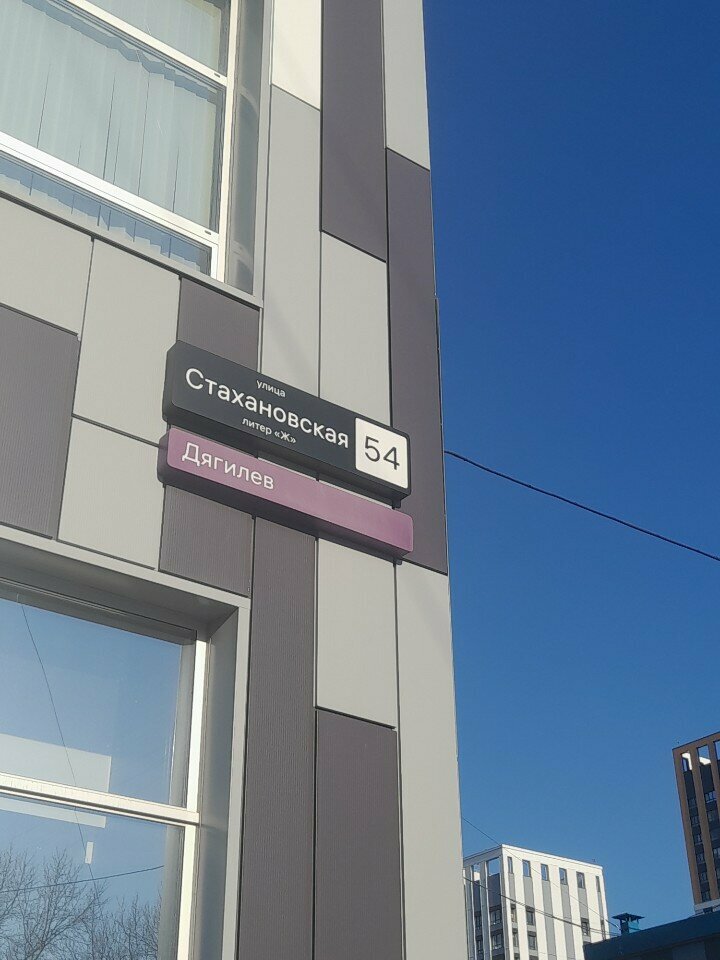 улица
Стахановская 54
литер «Ж»
Дягилев